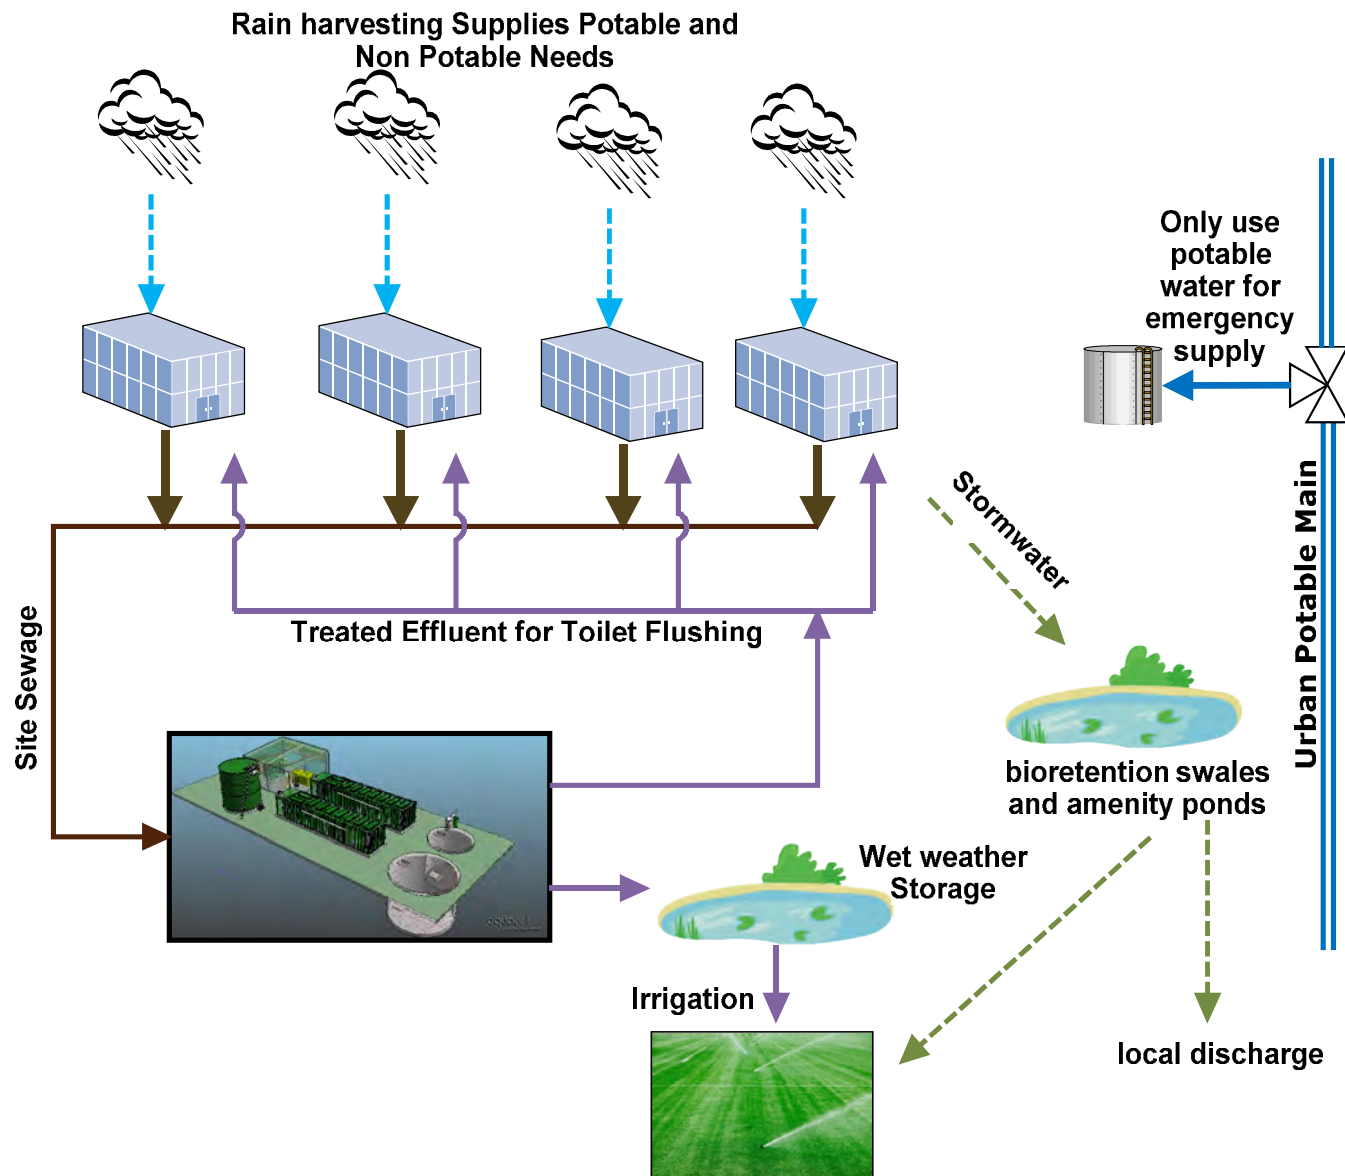 Rain harvesting Supplies Potable and
Non Potable Needs
Only use
potable
water for
emergency
supply
Stormwater
Urban Potable Main
Treated Effluent for Toilet Flushing
Site Sewage
bioretention swales
and amenity ponds
Wet weather
Storage
Irrigation
local discharge